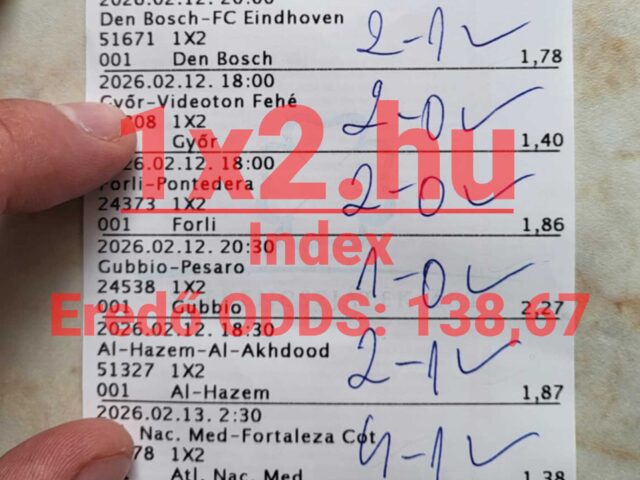 2026.02.12. 20:00
Den Bosch-FC Eindhoven 2-1 ✓
51671 1X2
001 Den Bosch 1,78
2026.02.12. 18:00
Győr-Videoton Fehé 2-0 ✓
808 1X2
Győr 1,40
26.02.12. 18:00
Forli-Pontedera 2-0 ✓
24373 1X2
001 Forli 1,86
2026.02.12. 20:30
Gubbio-Pesaro 1-0 ✓
24538 1X2
001 Gubbio 2,27
2026.02.12. 18:30
Al-Hazem-Al-Akhdood 2-1 ✓
51327 1X2
001 Al-Hazem 1,87
2026.02.13. 2:30
Nac. Med-Fortaleza Cot 4-1 ✓
78 1X2
Atl. Nac. Med 1,38
1x2.hu
Index
Eredő ODDS: 138,67